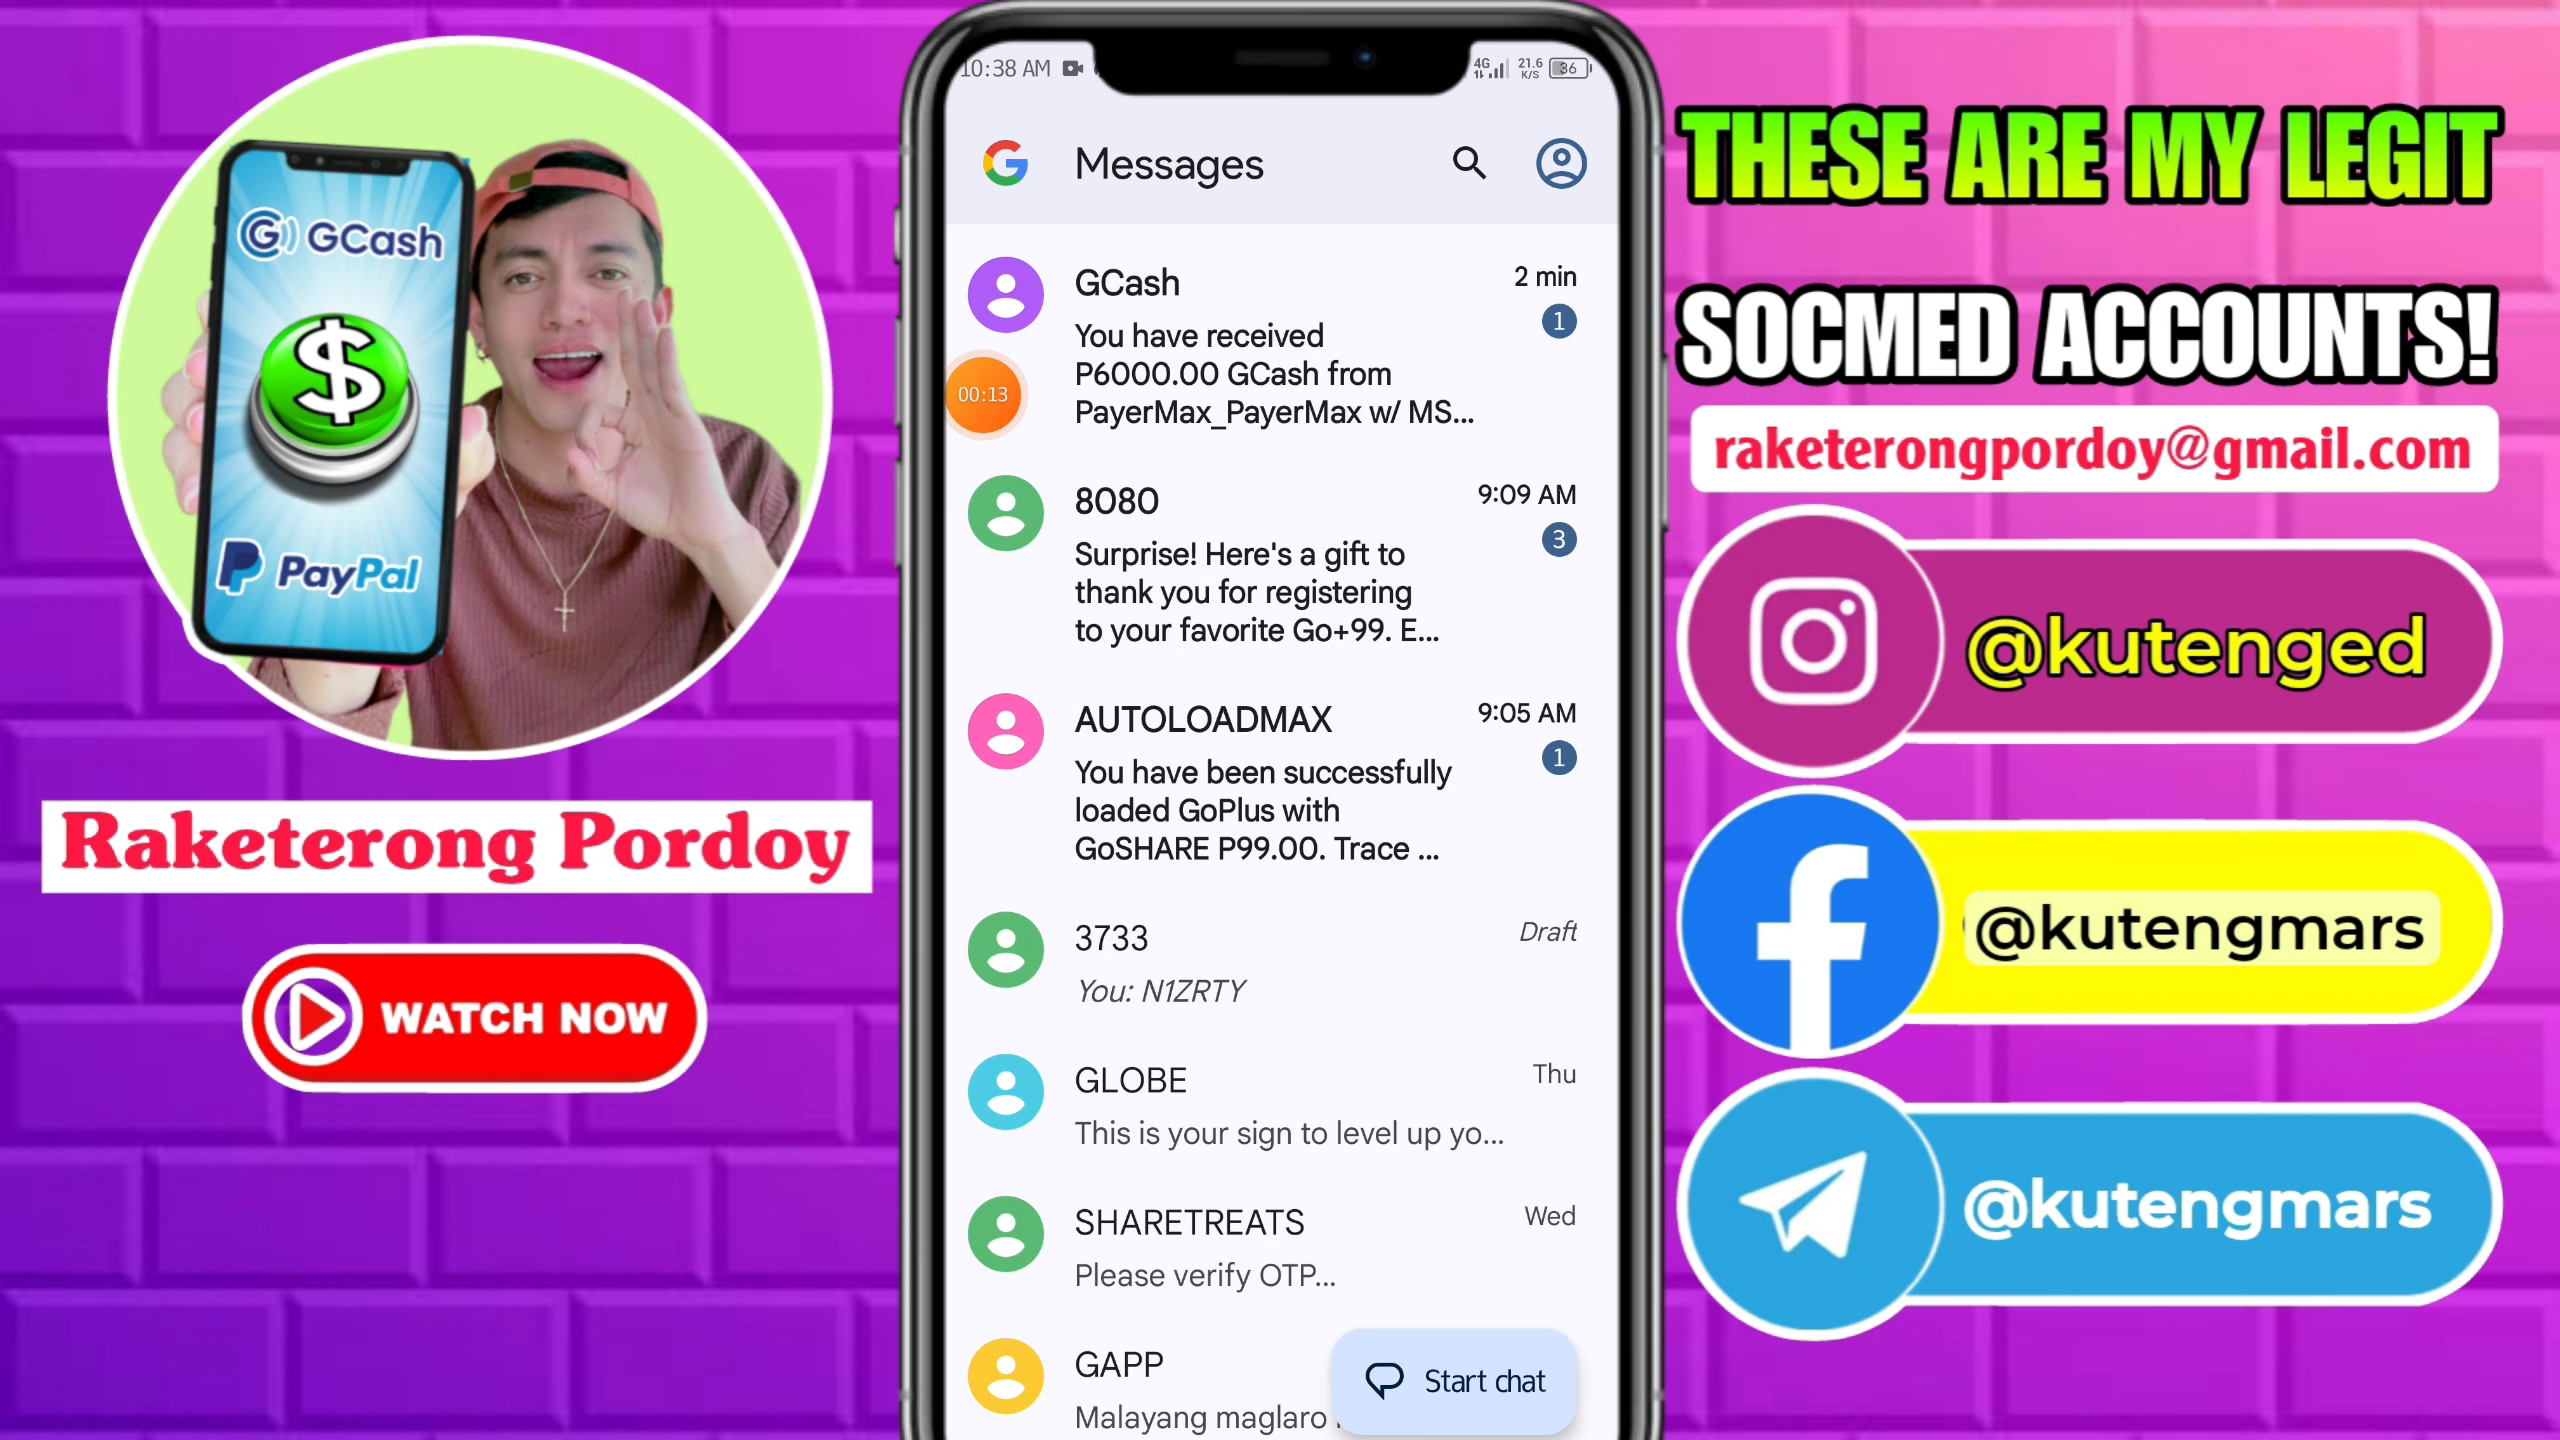 GCash
$
PayPal
Raketerong Pordoy
WATCH NOW
10:38 AM
4G
21.6
K/S
36
Messages
GCash
2 min
You have received
1
P6000.00 GCash from
PayerMax_PayerMax w/ MS...
00:13
8080
9:09 AM
Surprise! Here's a gift to
3
thank you for registering
to your favorite Go+99. E...
AUTOLOADMAX
9:05 AM
You have been successfully
1
loaded GoPlus with
GoSHARE P99.00. Trace ...
3733
Draft
You: N1ZRTY
GLOBE
Thu
This is your sign to level up yo...
SHARETREATS
Wed
Please verify OTP...
GAPP
Malayang maglaro
Start chat
THESE ARE MY LEGIT
SOCMED ACCOUNTS!
raketerongpordoy@gmail.com
@kutenged
@kutengmars
@kutengmars